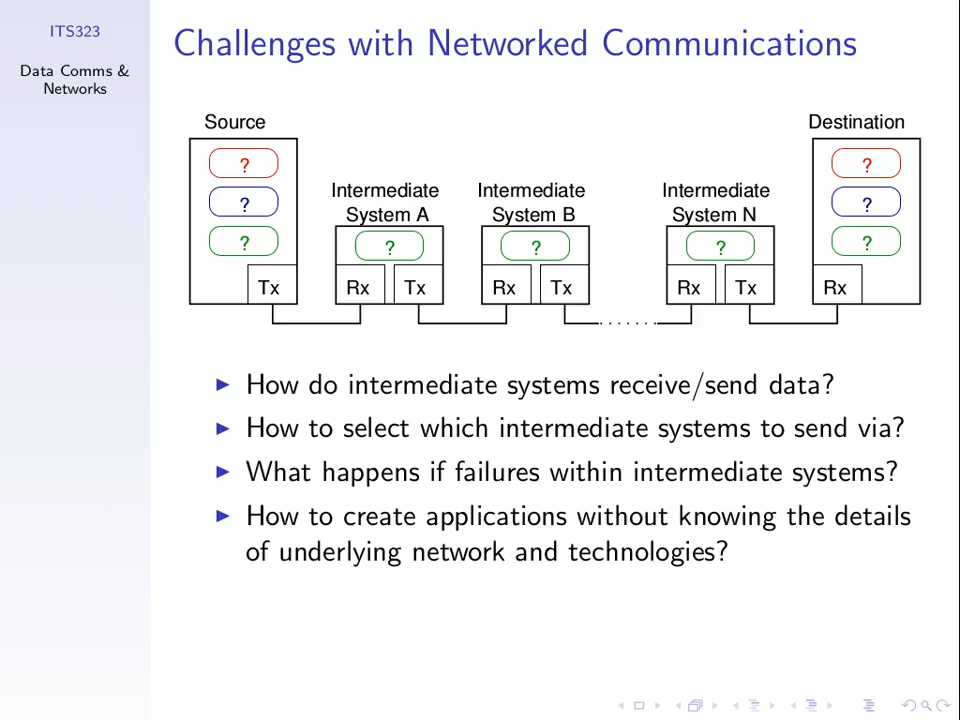 ITS323
Data Comms &
Networks
Challenges with Networked Communications
Source
Destination
Intermediate
System A
Intermediate
System B
Intermediate
System N
?
?
?
?
?
?
?
?
?
Tx
Rx
Tx
Rx
Tx
Rx
Tx
Rx
How do intermediate systems receive/send data?
How to select which intermediate systems to send via?
What happens if failures within intermediate systems?
How to create applications without knowing the details
of underlying network and technologies?